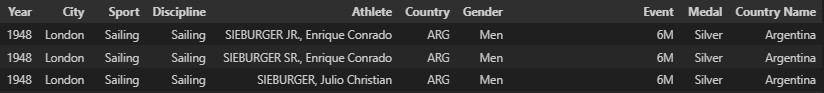 Year City Sport Discipline Athlete Country Gender Event Medal Country Name
1948 London Sailing Sailing SIEBURGER JR., Enrique Conrado ARG Men 6M Silver Argentina
1948 London Sailing Sailing SIEBURGER SR., Enrique Conrado ARG Men 6M Silver Argentina
1948 London Sailing Sailing SIEBURGER, Julio Christian ARG Men 6M Silver Argentina